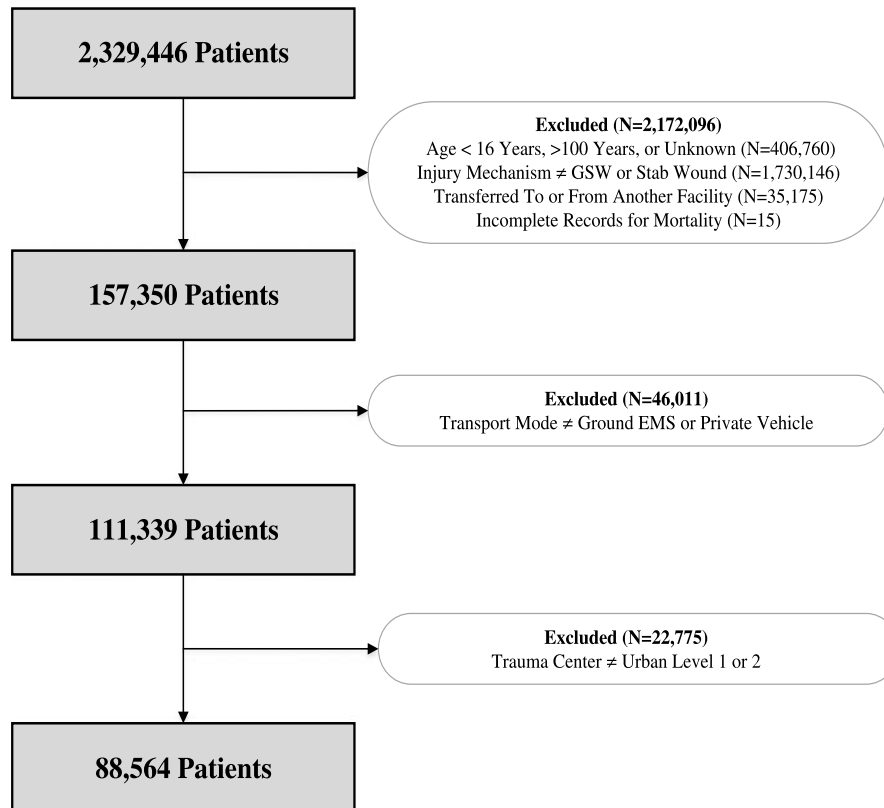 2,329,446 Patients
Excluded (N=2,172,096)
Age < 16 Years, >100 Years, or Unknown (N=406,760)
Injury Mechanism ≠ GSW or Stab Wound (N=1,730,146)
Transferred To or From Another Facility (N=35,175)
Incomplete Records for Mortality (N=15)
157,350 Patients
Excluded (N=46,011)
Transport Mode ≠ Ground EMS or Private Vehicle
111,339 Patients
Excluded (N=22,775)
Trauma Center ≠ Urban Level 1 or 2
88,564 Patients